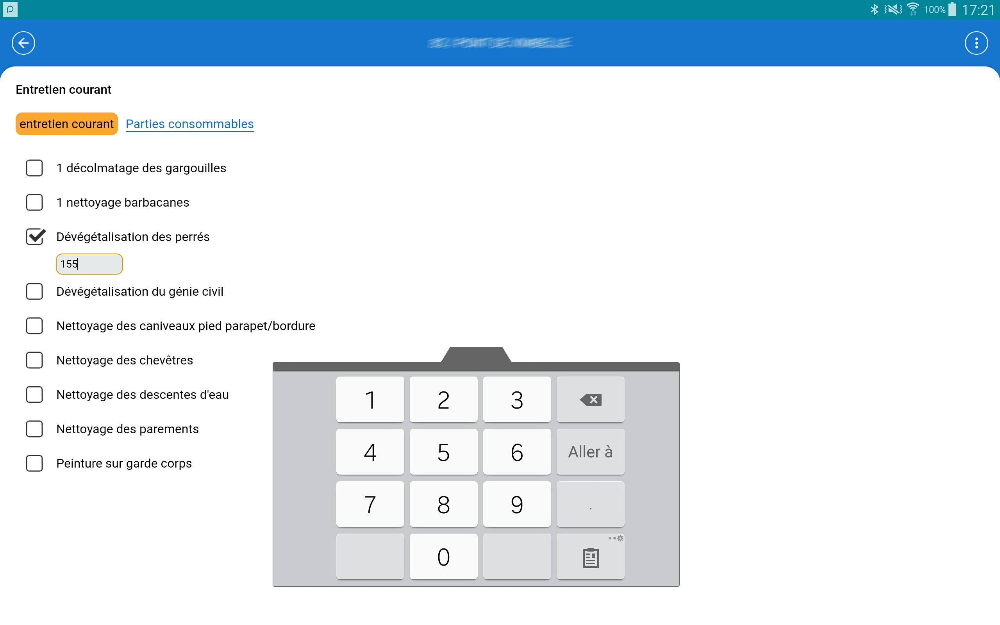 100% 17:21
Entretien courant
entretien courant Parties consommables
1 décolmatage des gargouilles
1 nettoyage barbacanes
Dévégétalisation des perrés
155
Dévégétalisation du génie civil
Nettoyage des caniveaux pied parapet/bordure
Nettoyage des chevêtres
Nettoyage des descentes d'eau
Nettoyage des parements
Peinture sur garde corps
1 2 3
4 5 6 Aller à
7 8 9 .
0